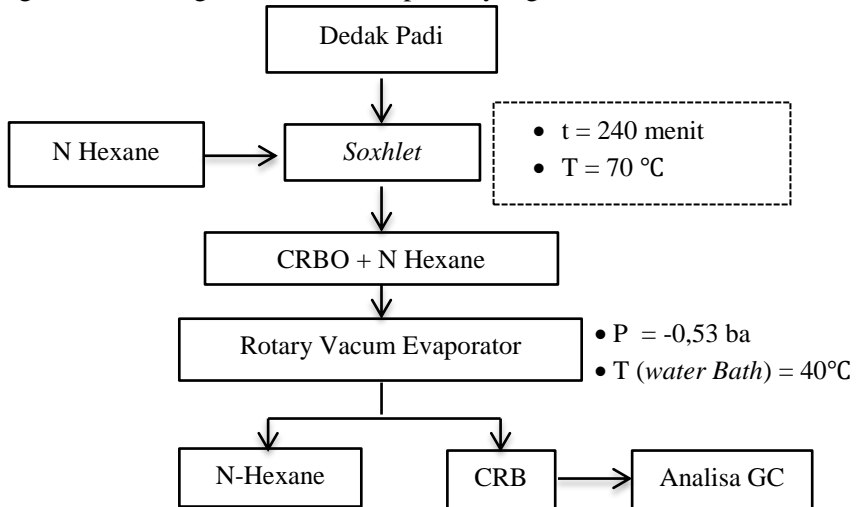 Dedak Padi
N Hexane
Soxhlet
• t = 240 menit
• T = 70 °C
CRBO + N Hexane
Rotary Vacum Evaporator
• P = -0,53 ba
• T (water Bath) = 40°C
N-Hexane
CRB
Analisa GC